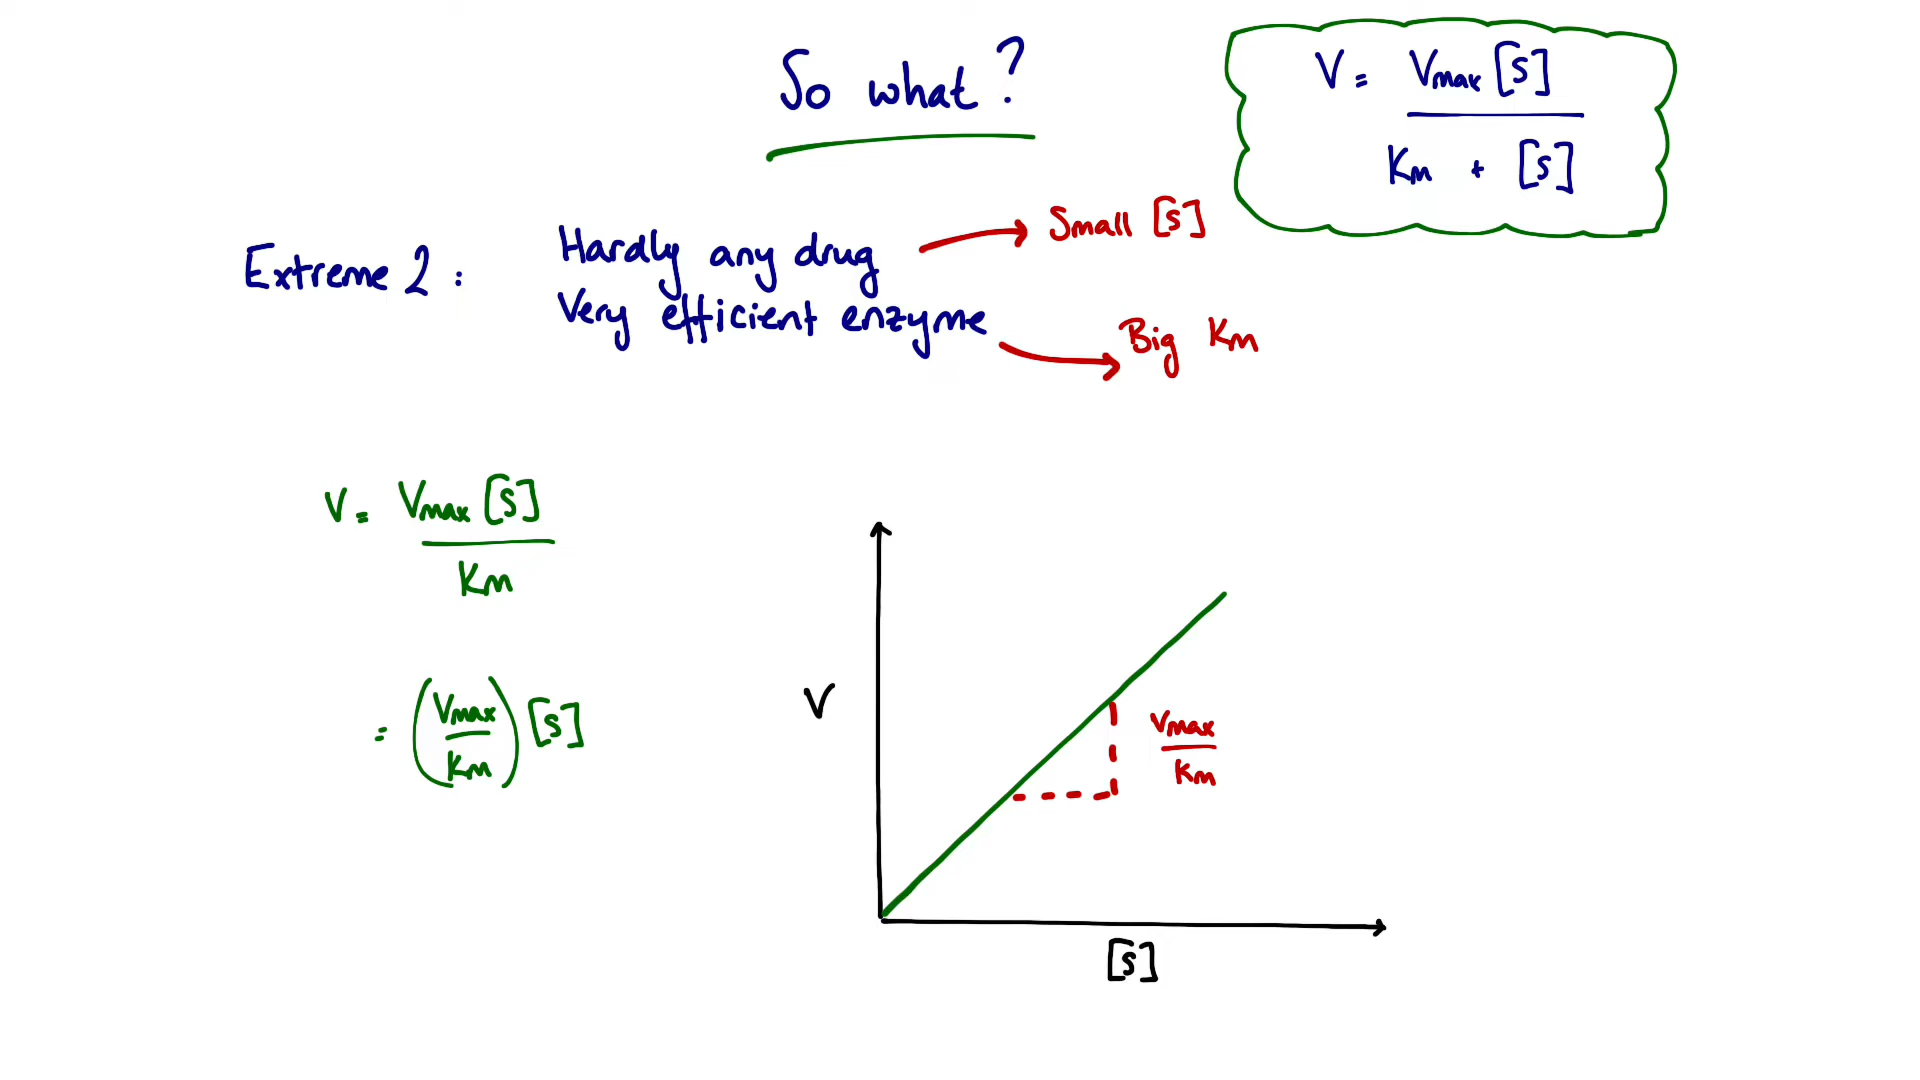 So what?
V = Vmax [S]
Km + [S]
Extreme 2 :
Hardly any drug
Small [S]
Very efficient enzyme
Big Km
V = Vmax [S]
Km
= (Vmax
Km) [S]
V
Vmax
Km
[S]